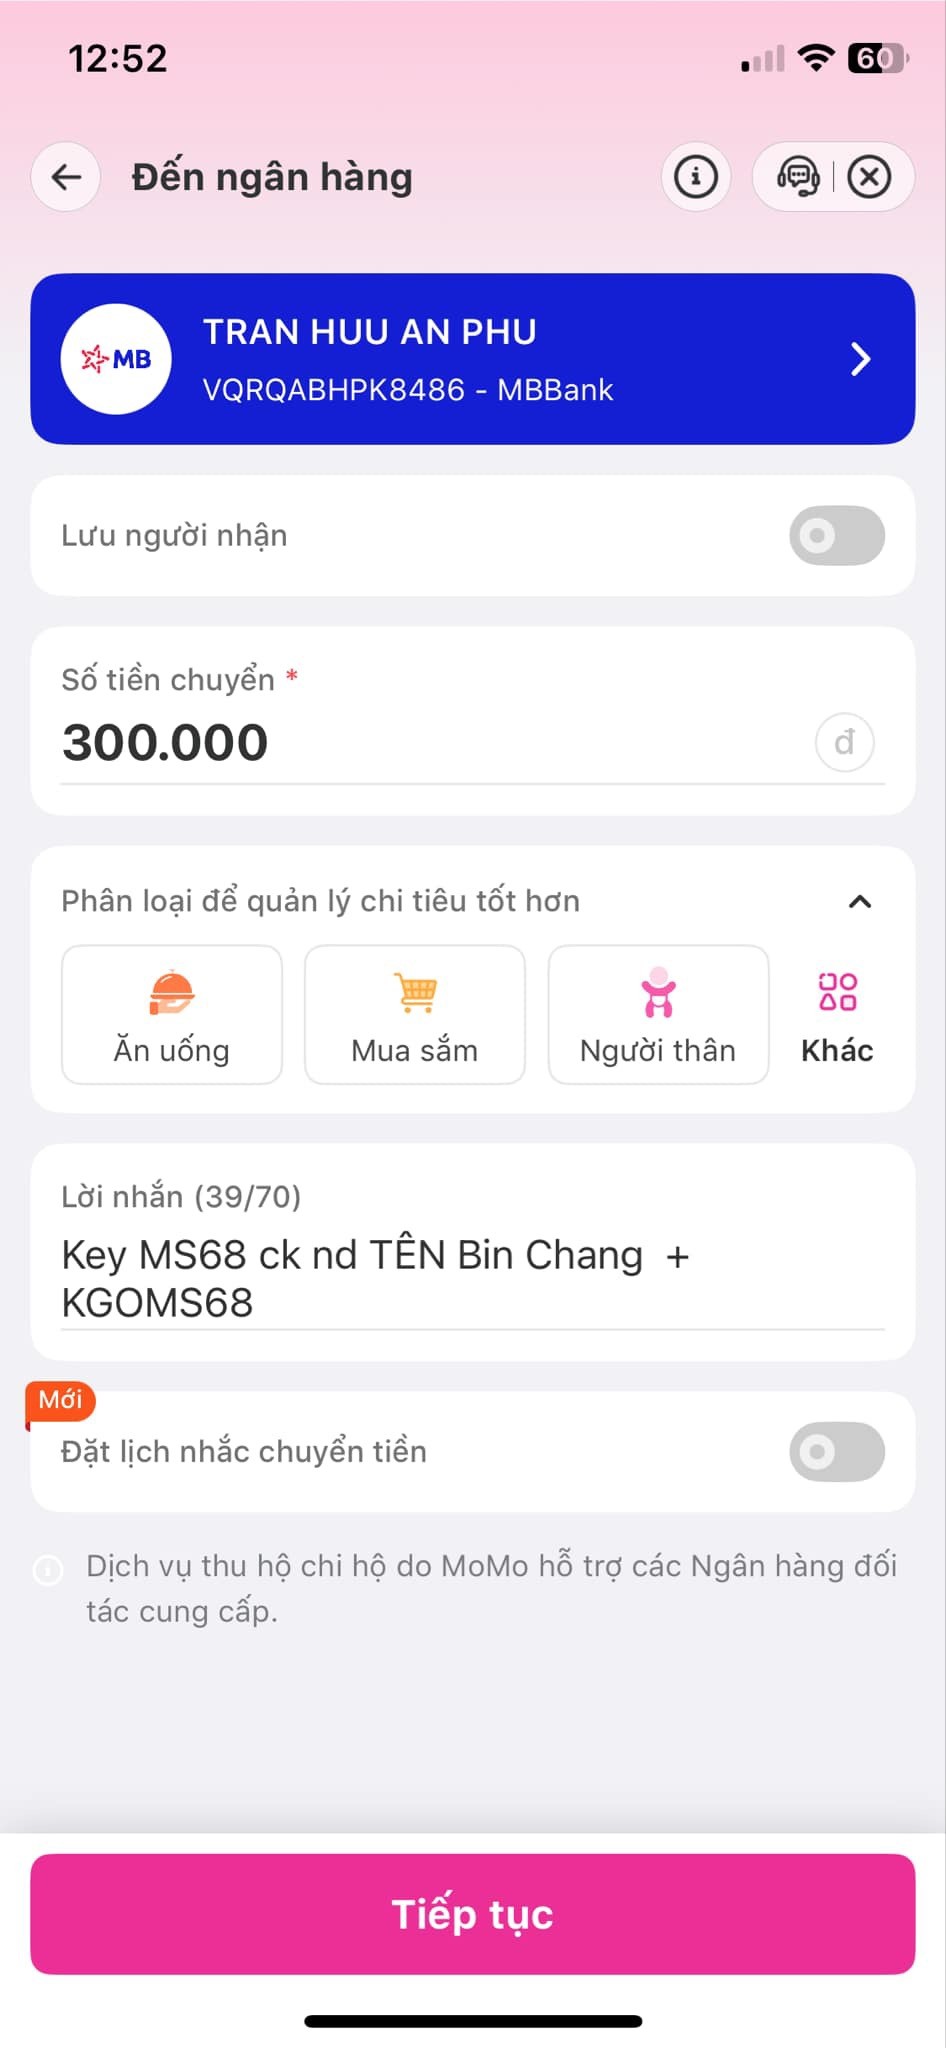 12:52
60
Đến ngân hàng
MB
TRAN HUU AN PHU
VQRQABHPK8486 - MBBank
Lưu người nhận
Số tiền chuyển *
300.000
đ
Phân loại để quản lý chi tiêu tốt hơn
Ăn uống
Mua sắm
Người thân
Khác
Lời nhắn (39/70)
Key MS68 ck nd TÊN Bin Chang  +
KGOMS68
Mới
Đặt lịch nhắc chuyển tiền
Dịch vụ thu hộ chi hộ do MoMo hỗ trợ các Ngân hàng đối
tác cung cấp.
Tiếp tục